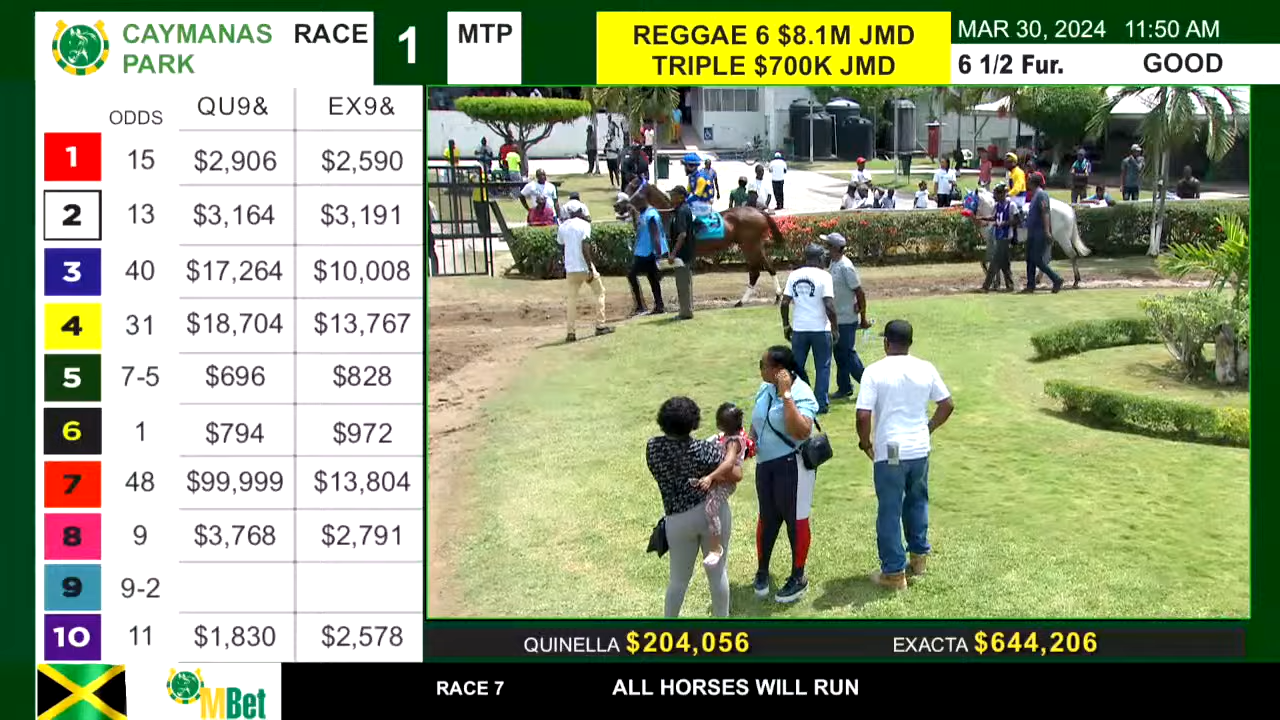 CAYMANAS PARK
RACE 1 MTP
REGGAE 6 $8.1M JMD
TRIPLE $700K JMD
MAR 30, 2024 11:50 AM
6 1/2 Fur. GOOD
ODDS QU9& EX9&
1 15 $2,906 $2,590
2 13 $3,164 $3,191
3 40 $17,264 $10,008
4 31 $18,704 $13,767
5 7-5 $696 $828
6 1 $794 $972
7 48 $99,999 $13,804
8 9 $3,768 $2,791
9 9-2
10 11 $1,830 $2,578
QUINELLA $204,056 EXACTA $644,206
MBet
RACE 7 ALL HORSES WILL RUN